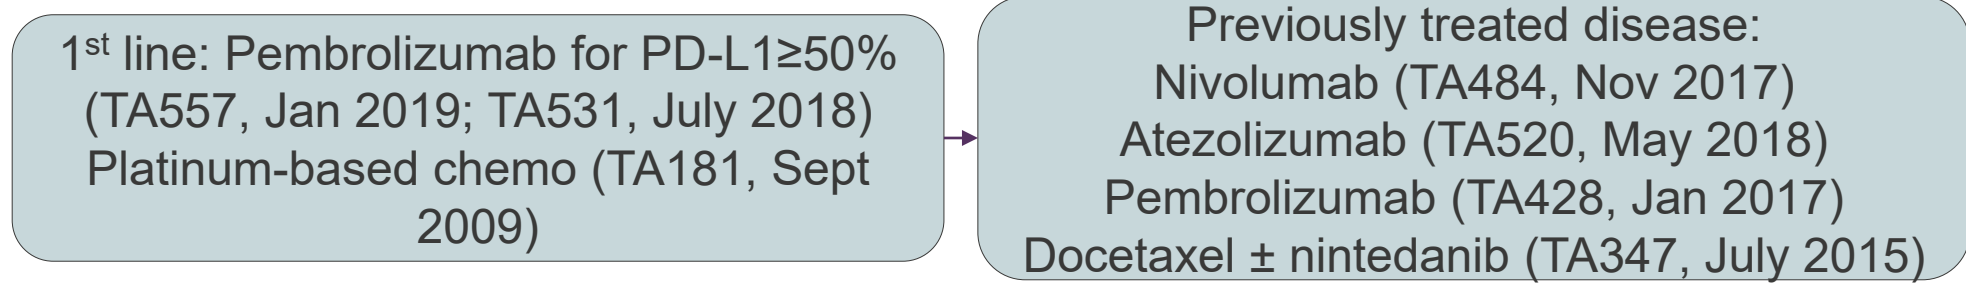 1st line: Pembrolizumab for PD-L1≥50%
(TA557, Jan 2019; TA531, July 2018)
Platinum-based chemo (TA181, Sept
2009)
Previously treated disease:
Nivolumab (TA484, Nov 2017)
Atezolizumab (TA520, May 2018)
Pembrolizumab (TA428, Jan 2017)
Docetaxel ± nintedanib (TA347, July 2015)